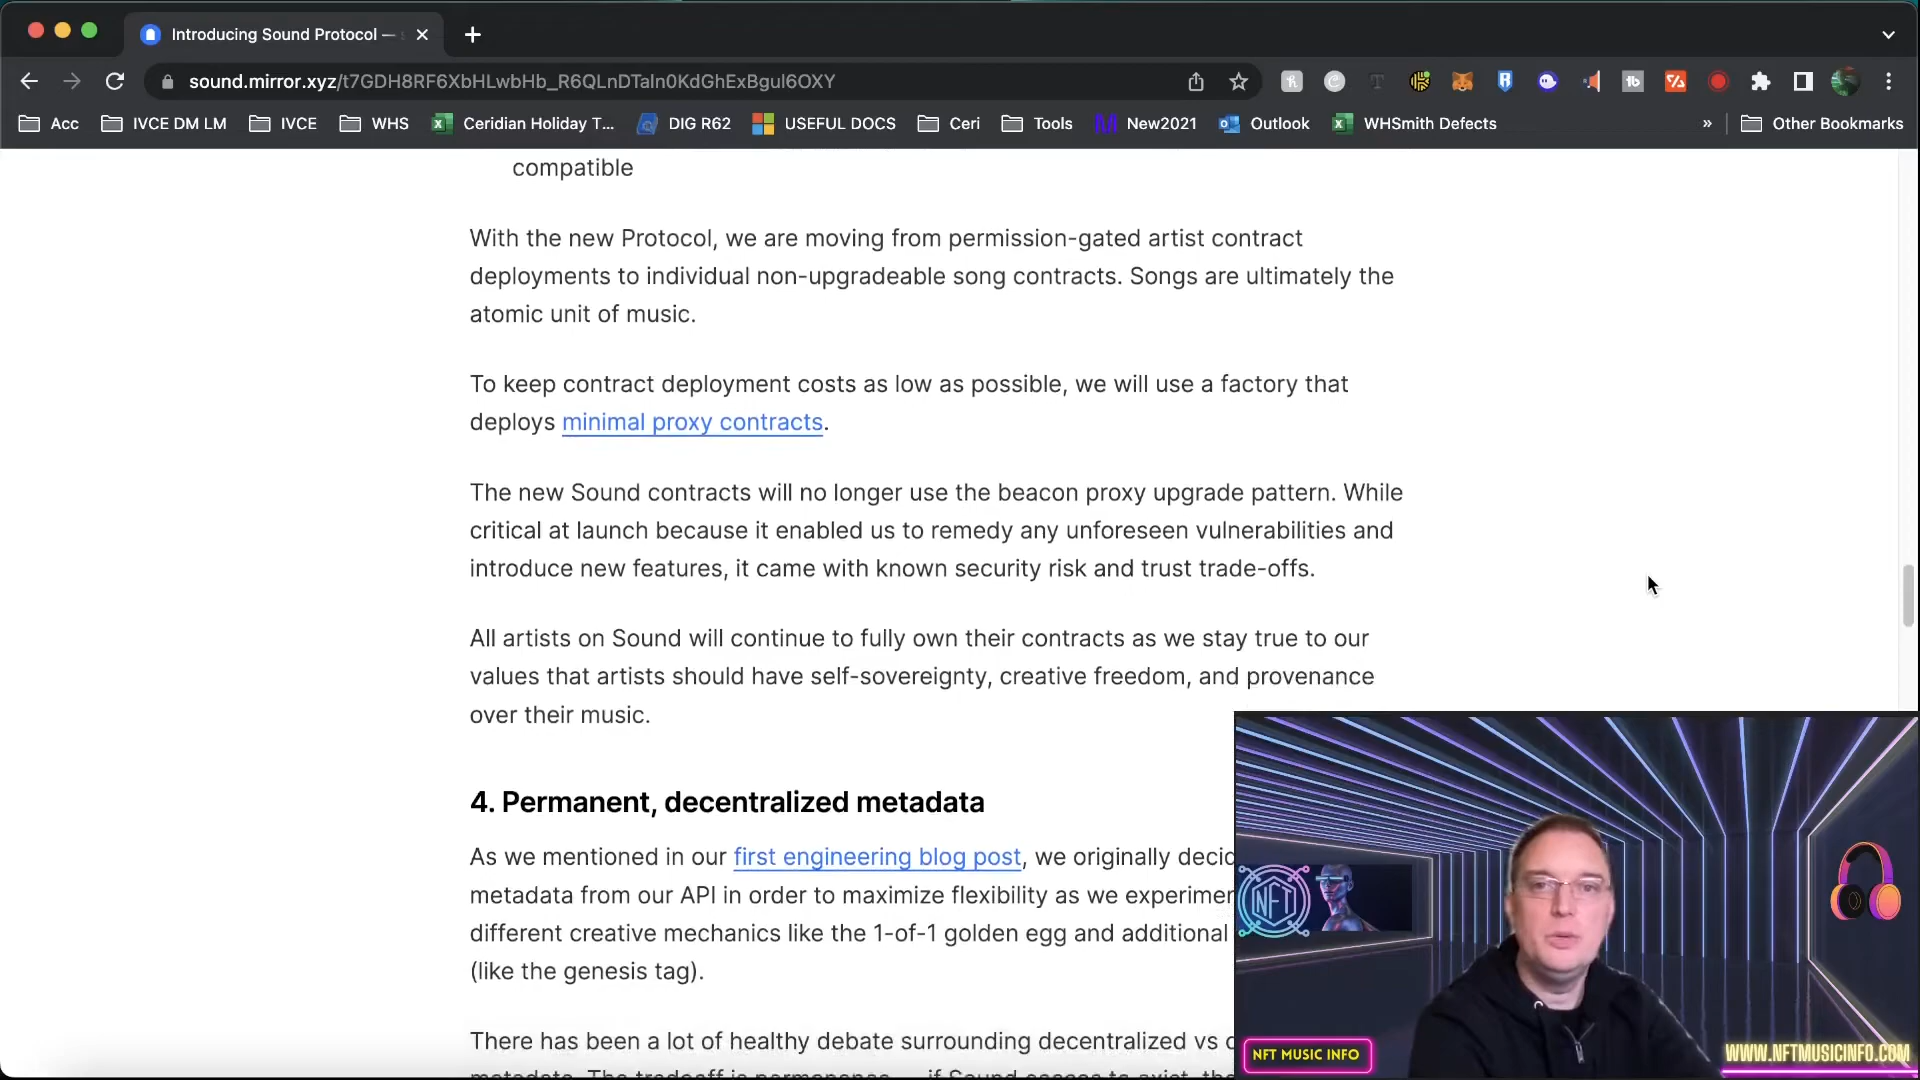 Introducing Sound Protocol —
sound.mirror.xyz/t7GDH8RF6XbHLwbHb_R6QLnDTaln0KdGhExBgul6OXY
Acc
IVCE DM LM
IVCE
WHS
Ceridian Holiday T...
DIG R62
USEFUL DOCS
Ceri
Tools
New2021
Outlook
WHSmith Defects
»
Other Bookmarks
compatible
With the new Protocol, we are moving from permission-gated artist contract
deployments to individual non-upgradeable song contracts. Songs are ultimately the
atomic unit of music.
To keep contract deployment costs as low as possible, we will use a factory that
deploys minimal proxy contracts.
The new Sound contracts will no longer use the beacon proxy upgrade pattern. While
critical at launch because it enabled us to remedy any unforeseen vulnerabilities and
introduce new features, it came with known security risk and trust trade-offs.
All artists on Sound will continue to fully own their contracts as we stay true to our
values that artists should have self-sovereignty, creative freedom, and provenance
over their music.
4. Permanent, decentralized metadata
As we mentioned in our first engineering blog post, we originally decid
metadata from our API in order to maximize flexibility as we experimen
different creative mechanics like the 1-of-1 golden egg and additional
(like the genesis tag).
There has been a lot of healthy debate surrounding decentralized vs
NFT
NFT MUSIC INFO
WWW.NFTMUSICINFO.COM